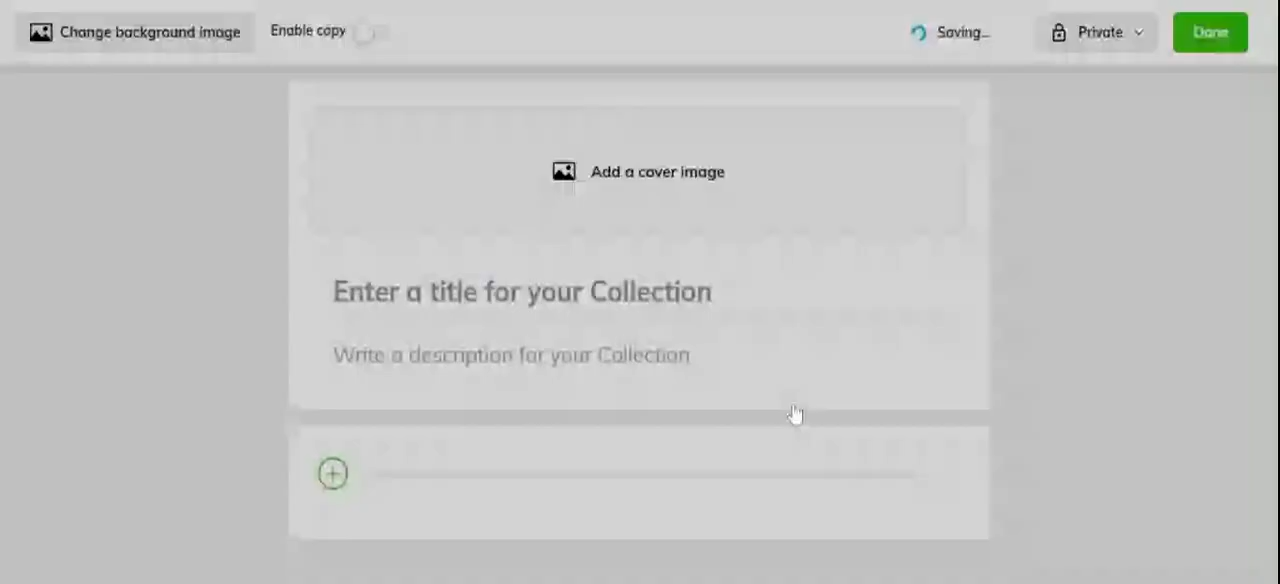 Change background image
Enable copy
Saving...
Private
Done
Add a cover image
Enter a title for your Collection
Write a description for your Collection